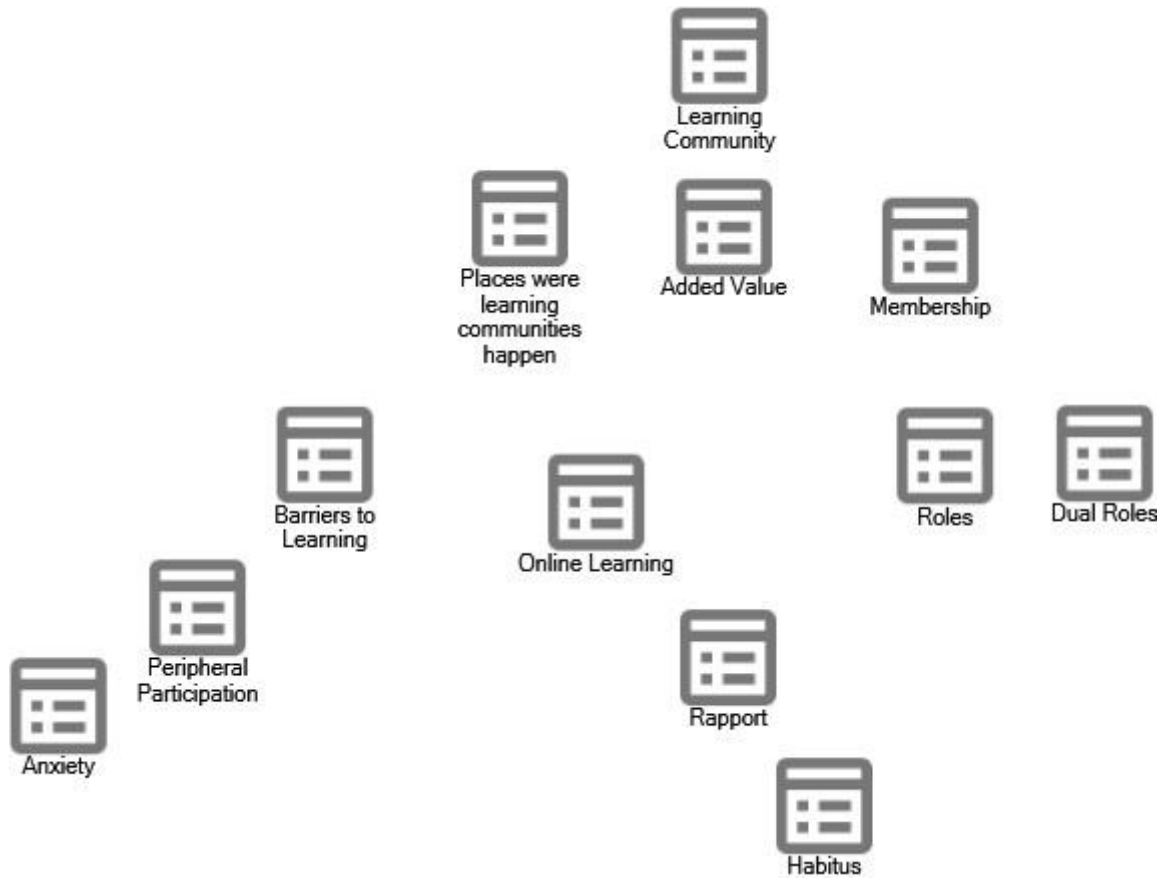 Learning
Community
Places were
learning
communities
happen
Added Value
Membership
Barriers to
Learning
Online Learning
Roles
Dual Roles
Peripheral
Participation
Anxiety
Rapport
Habitus